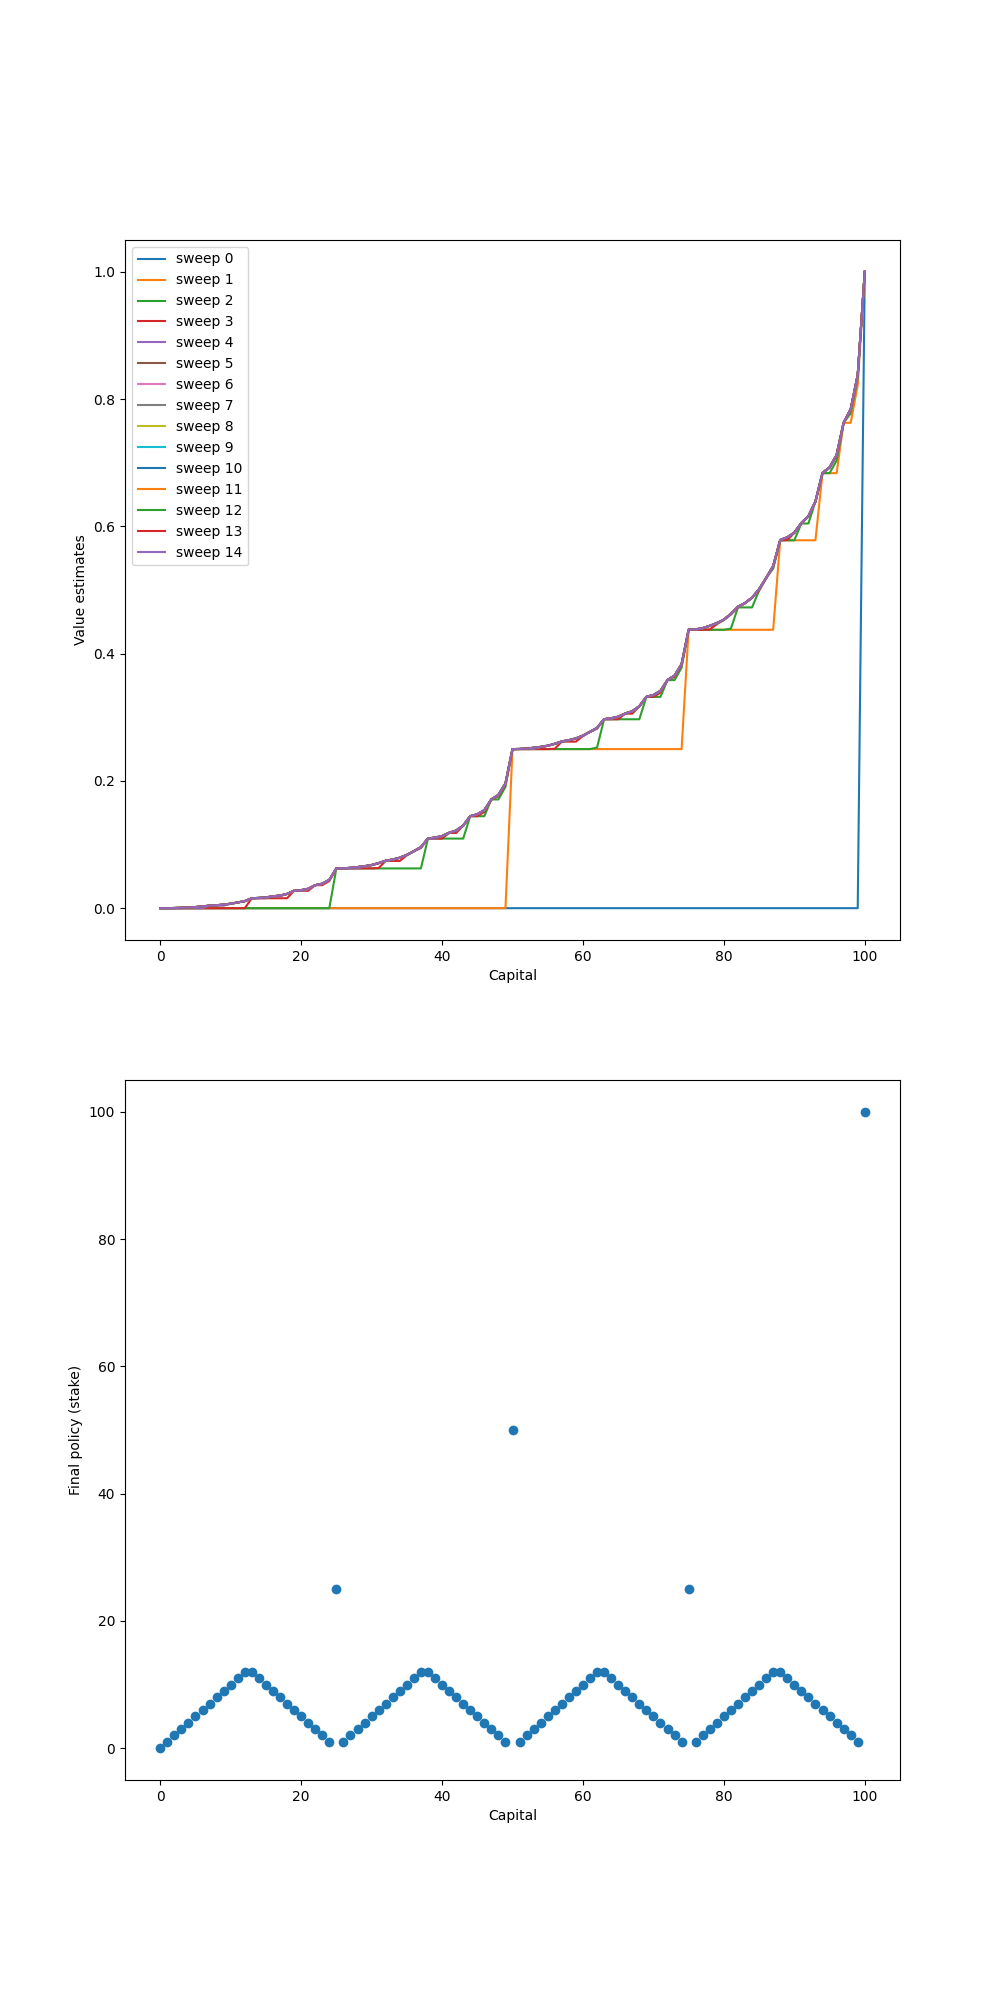 sweep 0
sweep 1
sweep 2
sweep 3
sweep 4
sweep 5
sweep 6
sweep 7
sweep 8
sweep 9
sweep 10
sweep 11
sweep 12
sweep 13
sweep 14
Value estimates
1.0
0.8
0.6
0.4
0.2
0.0
0 20 40 60 80 100
Capital
Final policy (stake)
100
80
60
40
20
0
0 20 40 60 80 100
Capital